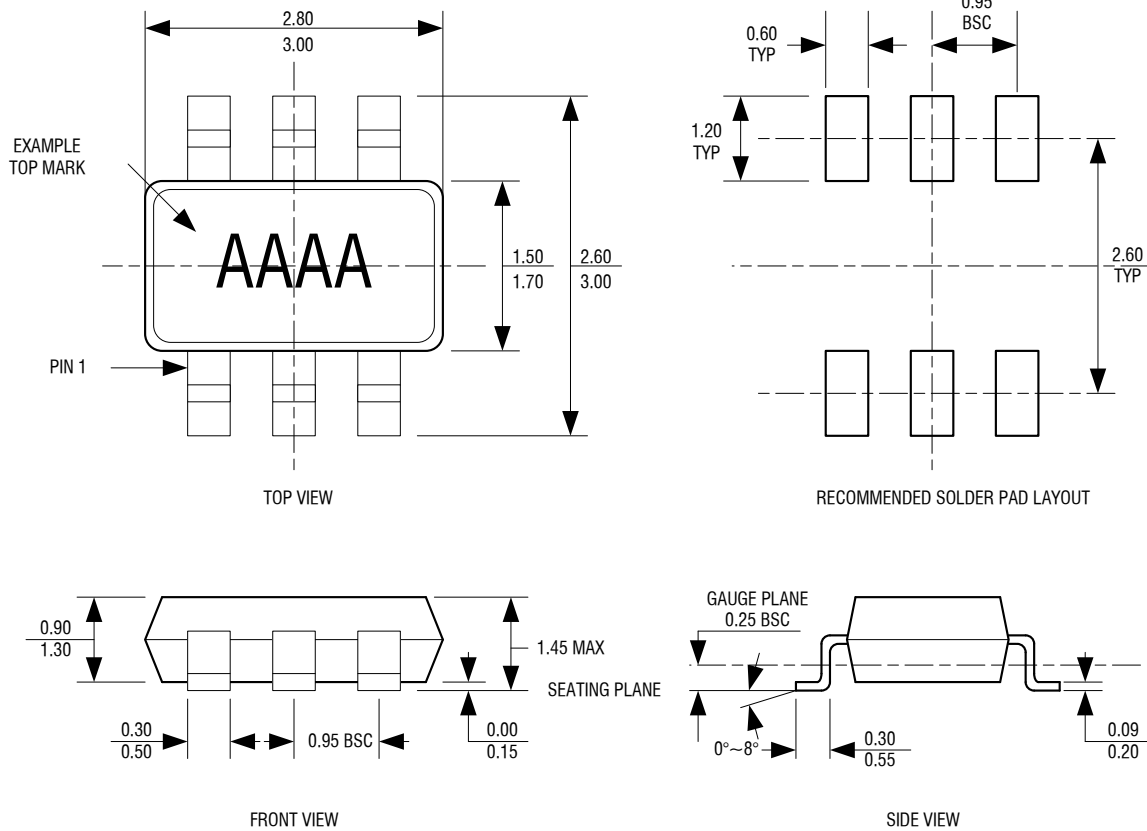 2.80
3.00
EXAMPLE
TOP MARK
AAAA
1.50
1.70
2.60
3.00
PIN 1
TOP VIEW
0.60
TYP
0.95
BSC
1.20
TYP
2.60
TYP
RECOMMENDED SOLDER PAD LAYOUT
0.90
1.30
1.45 MAX
SEATING PLANE
0.30
0.50
0.95 BSC
0.00
0.15
FRONT VIEW
GAUGE PLANE
0.25 BSC
0°~8°
0.30
0.55
0.09
0.20
SIDE VIEW